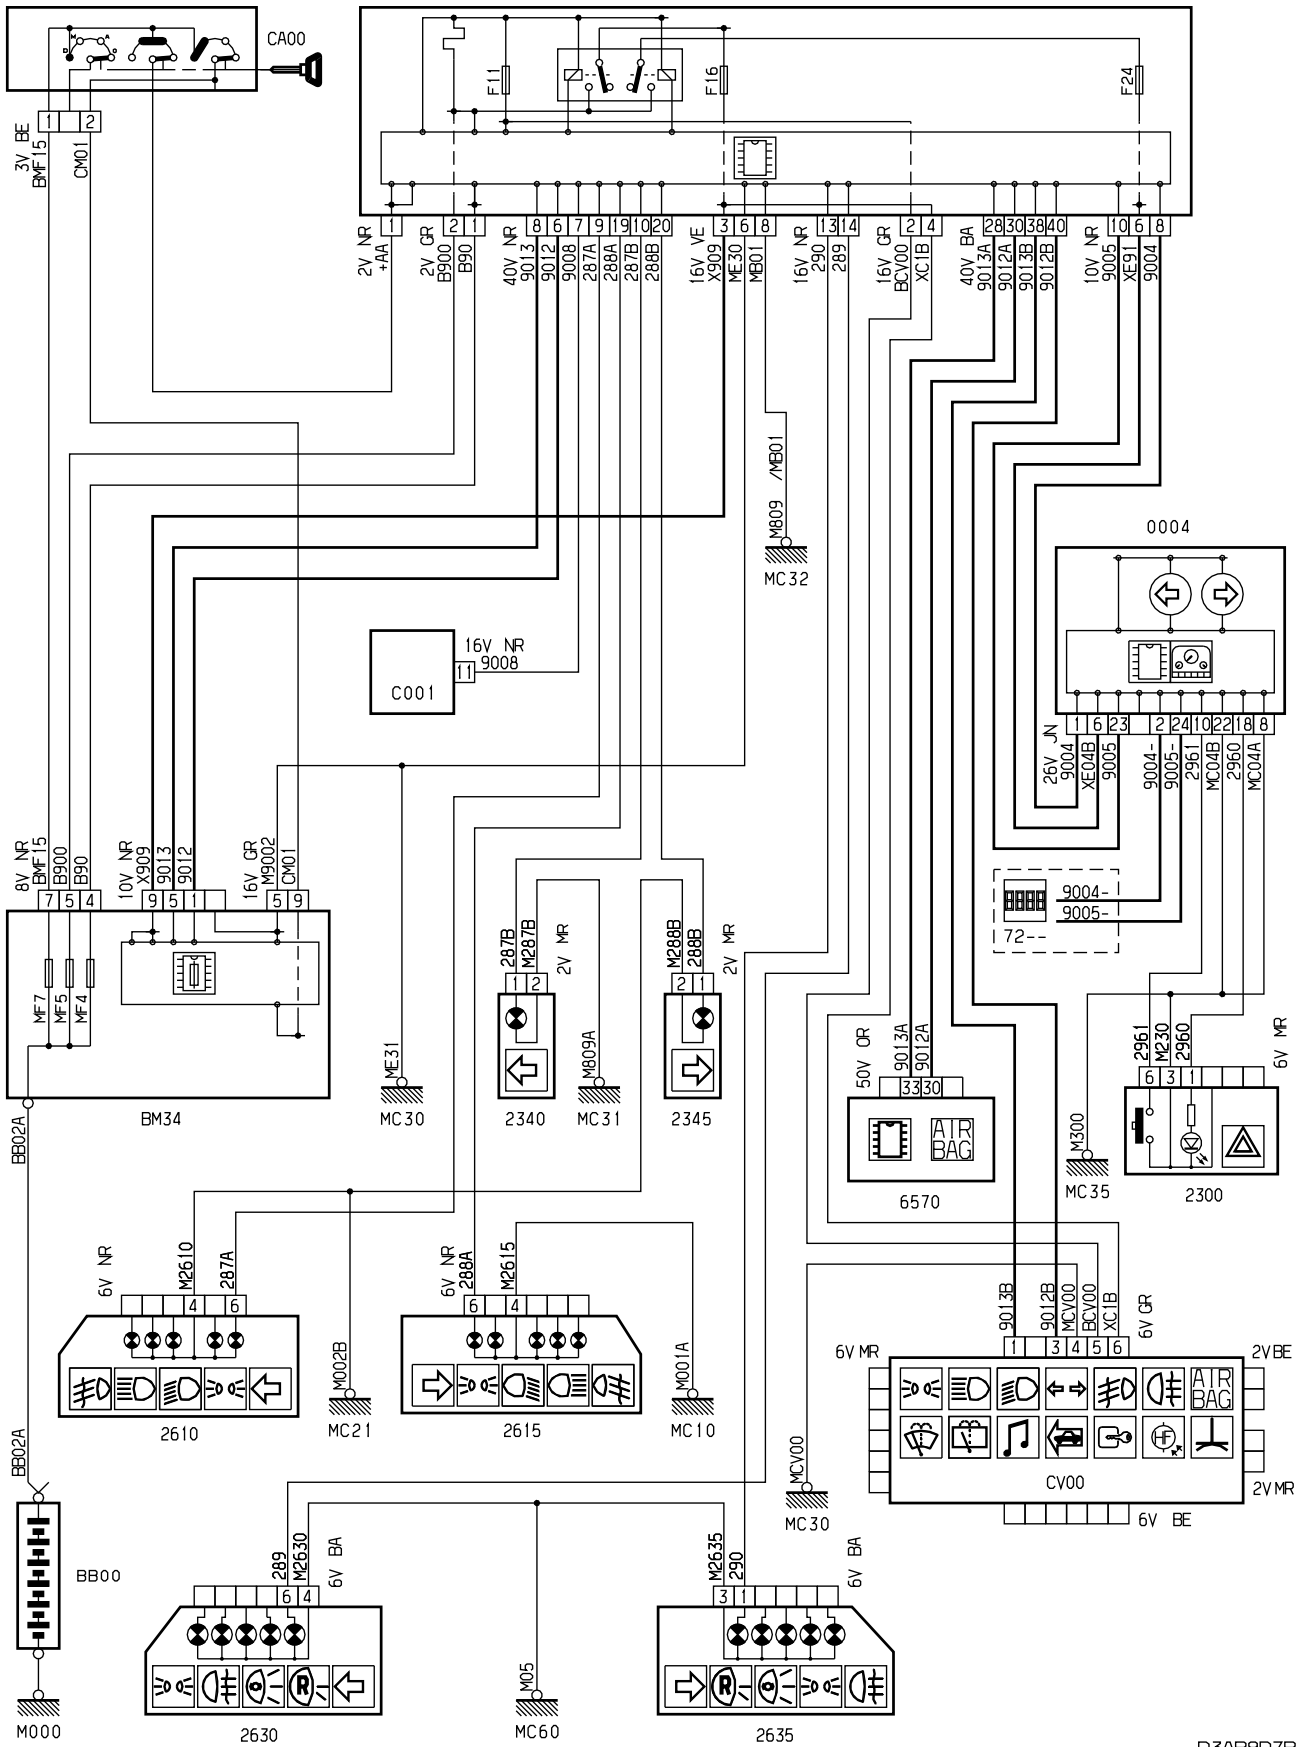 CA00
D
M
A
D
1
2
3V BE
BMF15
CM01
F11
F16
F24
1
2
1
8
6
7
9
19
10
20
3
6
8
13
14
2
4
28
30
38
40
10
6
8
2V NR
+AA
2V GR
B900
B90
40V NR
9013
9012
9008
287A
288A
287B
288B
16V VE
X909
ME30
MB01
16V NR
290
289
16V GR
BCV00
XC1B
40V BA
9013A
9012A
9013B
9012B
10V NR
9005
XE91
9004
M809 /MB01
MC32
0004
16V NR
9008
11
C001
1
6
23
2
24
10
22
18
8
26V JN
9004
XE04B
9005
9004-
9005-
2961
MC04B
2960
MC04A
8V NR
BMF15
B900
B90
10V NR
X909
9013
9012
16V GR
M9002
CM01
7
5
4
9
5
1
5
9
MF7
MF5
MF4
BM34
BB02A
9004-
9005-
72--
287B
M287B
2V MR
1
2
2340
M288B
288B
2V MR
2
1
2345
ME31
MC30
M809A
MC31
50V OR
9013A
9012A
33
30
AIR
BAG
6570
M300
MC35
2961
M230
2960
6V MR
6
3
1
2300
6V NR
M2610
287A
4
6
2610
M002B
MC21
6V NR
288A
M2615
6
4
2615
M001A
MC10
9013B
9012B
MCV00
BCV00
XC1B
6V GR
1
3
4
5
6
6V MR
2V BE
AIR
BAG
HF
CV00
2V MR
6V BE
MCV00
MC30
BB02A
BB00
M000
289
M2630
6V BA
6
4
R
2630
M05
MC60
M2635
290
6V BA
3
1
R
2635